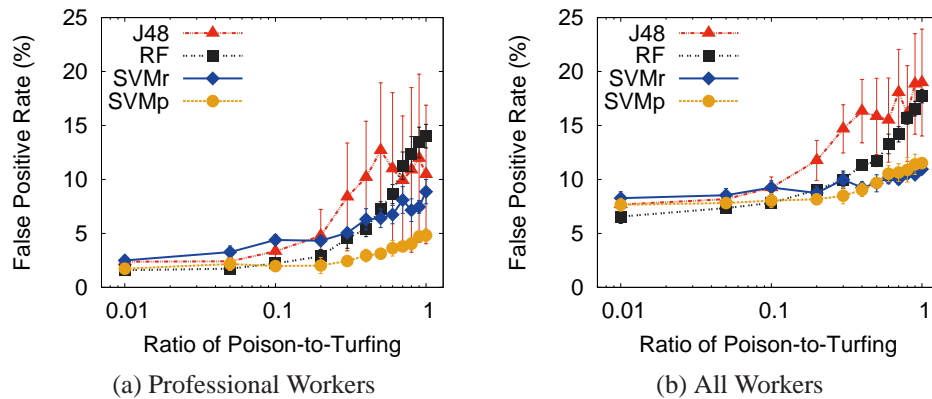 25
20
15
10
5
0
False Positive Rate (%)
J48
RF
SVMr
SVMp
0.01
0.1
1
Ratio of Poison-to-Turfing
(a) Professional Workers
25
20
15
10
5
0
False Positive Rate (%)
J48
RF
SVMr
SVMp
0.01
0.1
1
Ratio of Poison-to-Turfing
(b) All Workers